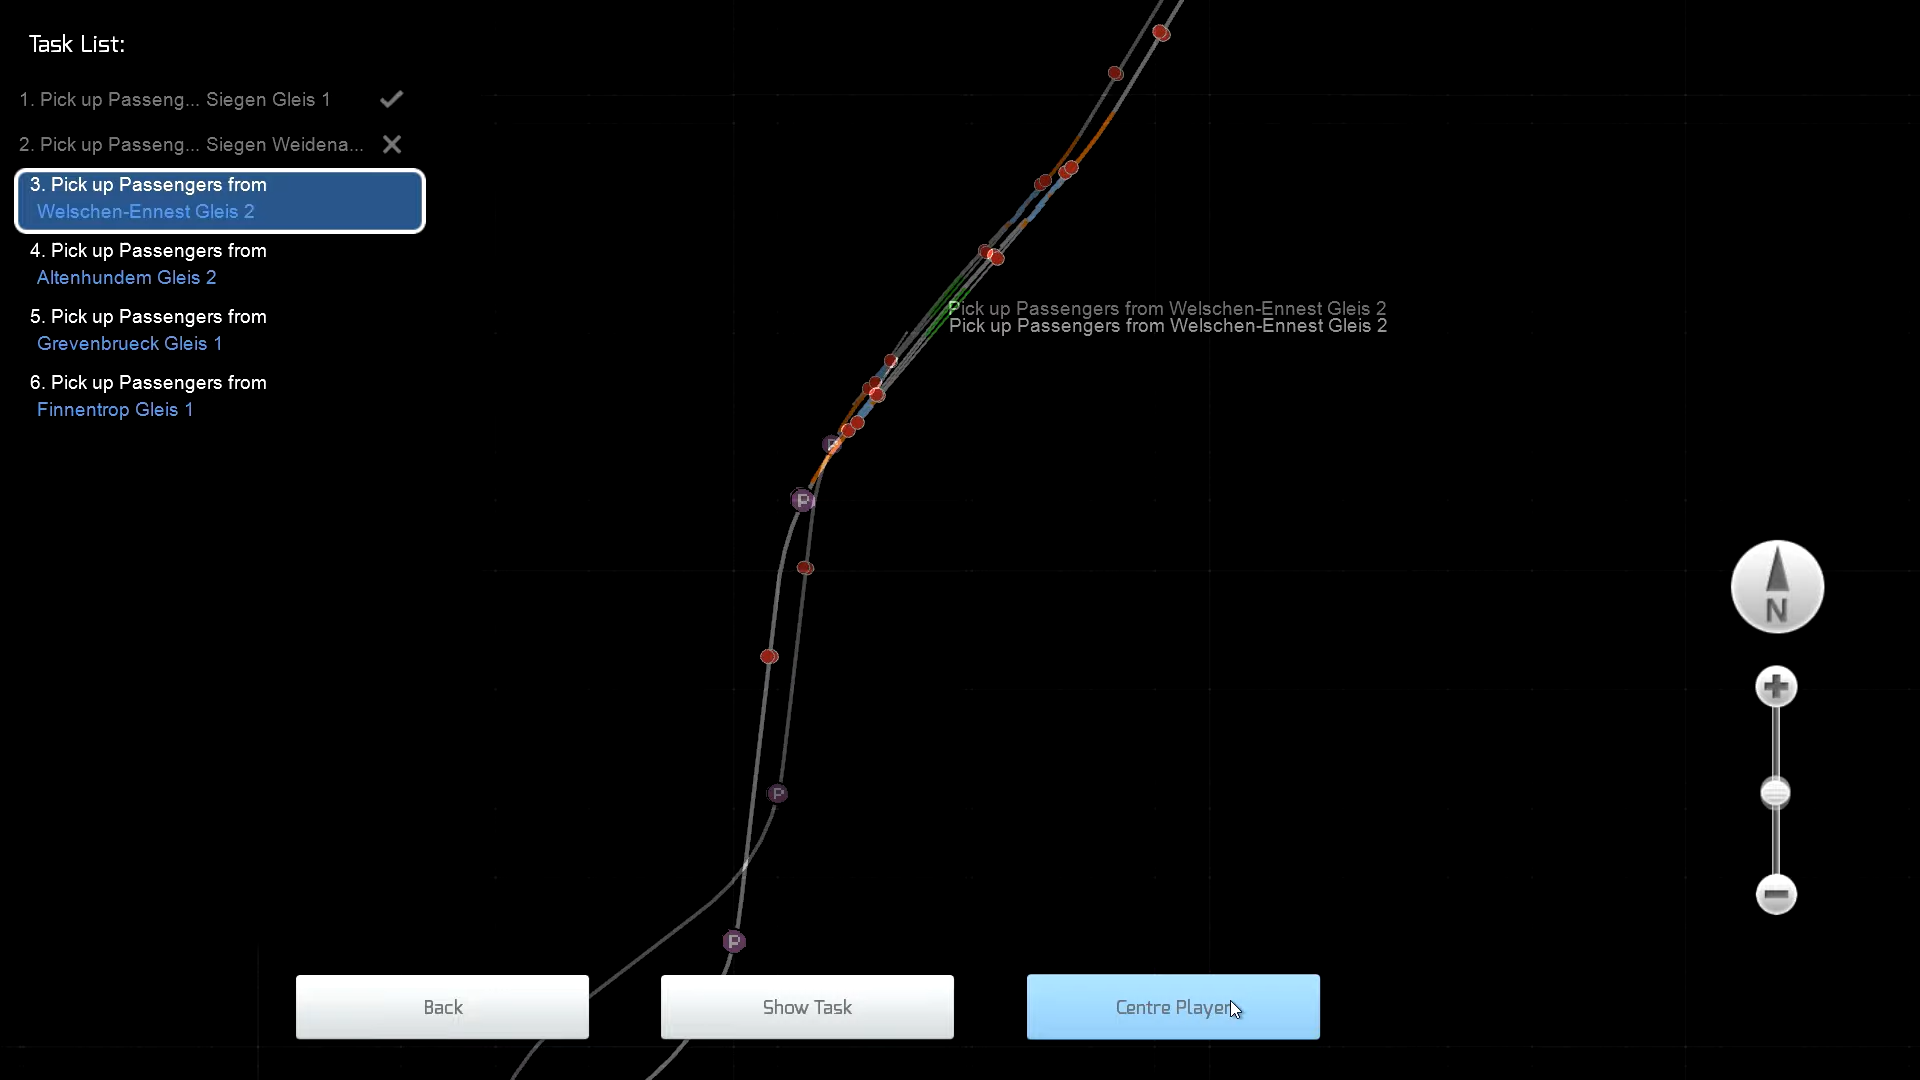 Task List:
1. Pick up Passeng... Siegen Gleis 1
2. Pick up Passeng... Siegen Weidena...
3. Pick up Passengers from
Welschen-Ennest Gleis 2
4. Pick up Passengers from
Altenhundem Gleis 2
5. Pick up Passengers from
Grevenbrueck Gleis 1
6. Pick up Passengers from
Finnentrop Gleis 1
Pick up Passengers from Welschen-Ennest Gleis 2
Pick up Passengers from Welschen-Ennest Gleis 2
P
P
P
P
N
Back
Show Task
Centre Player